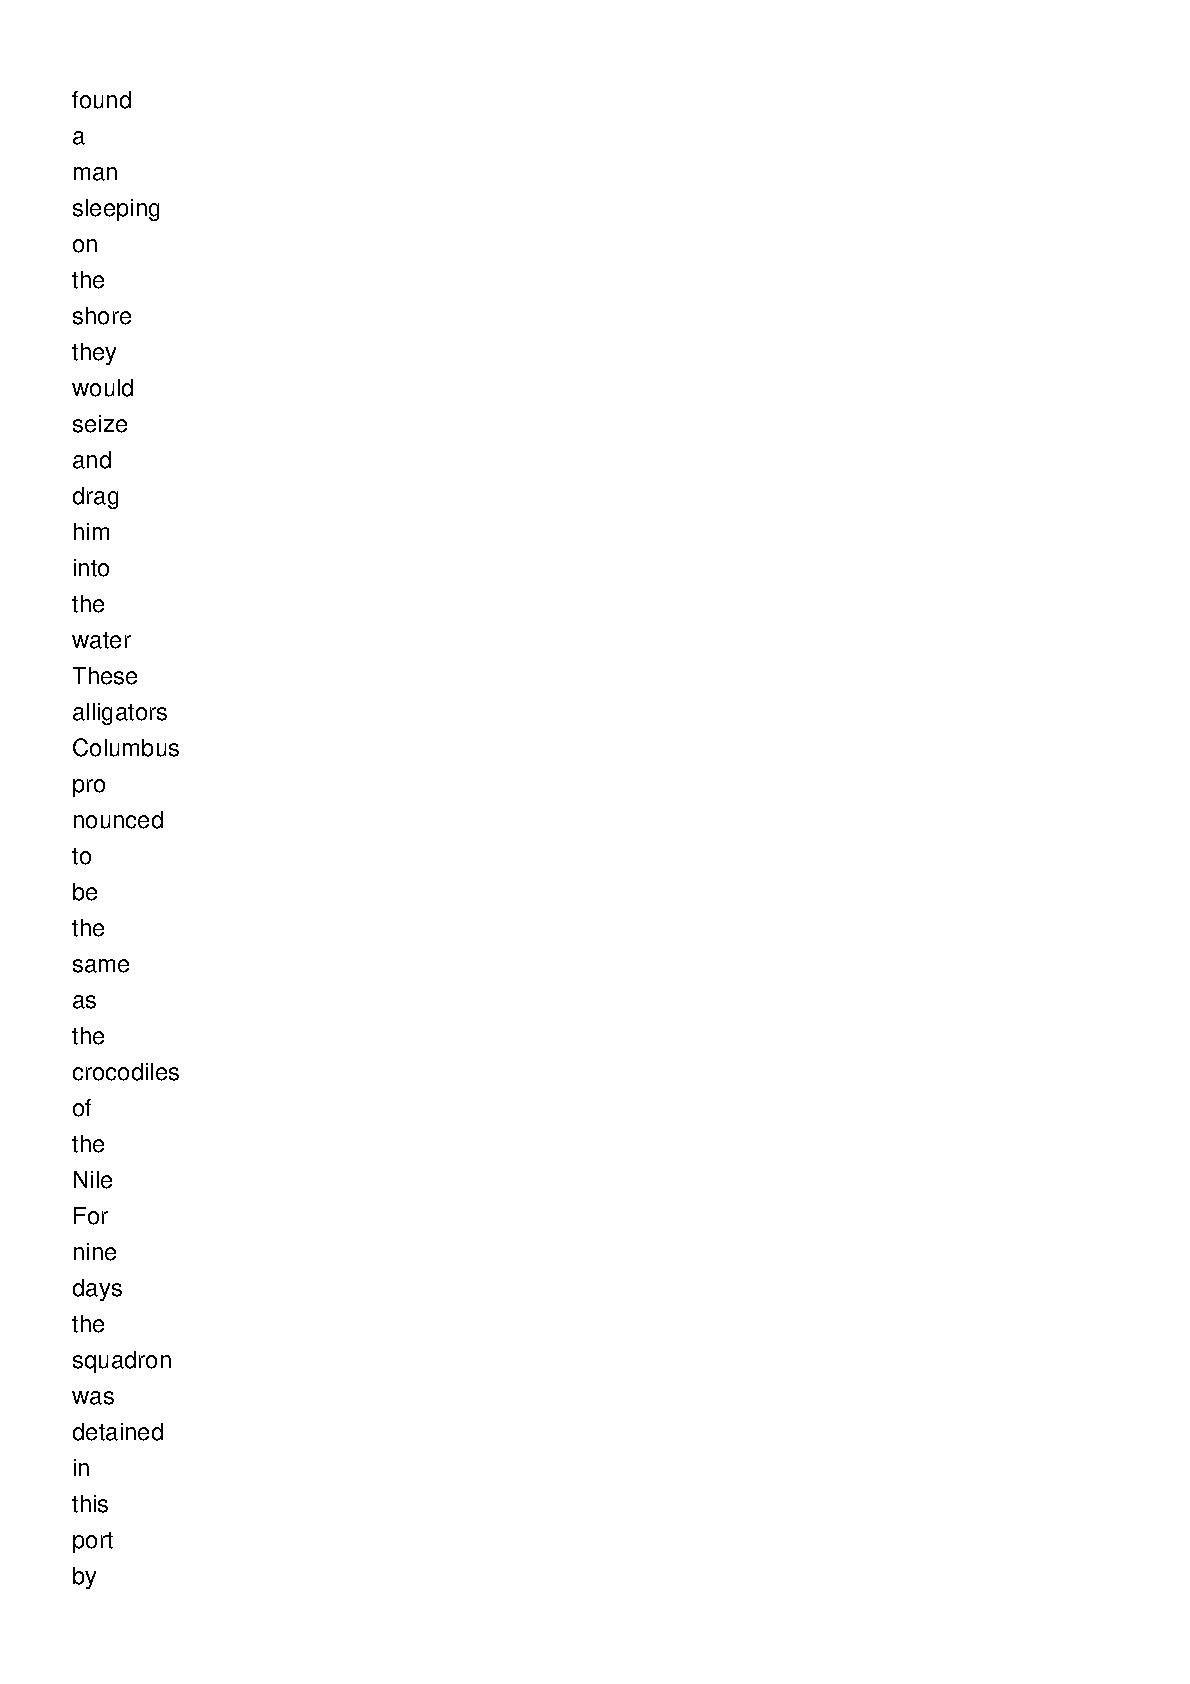 found
a
man
sleeping
on
the
shore
they
would
seize
and
drag
him
into
the
water
These
alligators
Columbus
pro
nounced
to
be
the
same
as
the
crocodiles
of
the
Nile
For
nine
days
the
squadron
was
detained
in
this
port
by